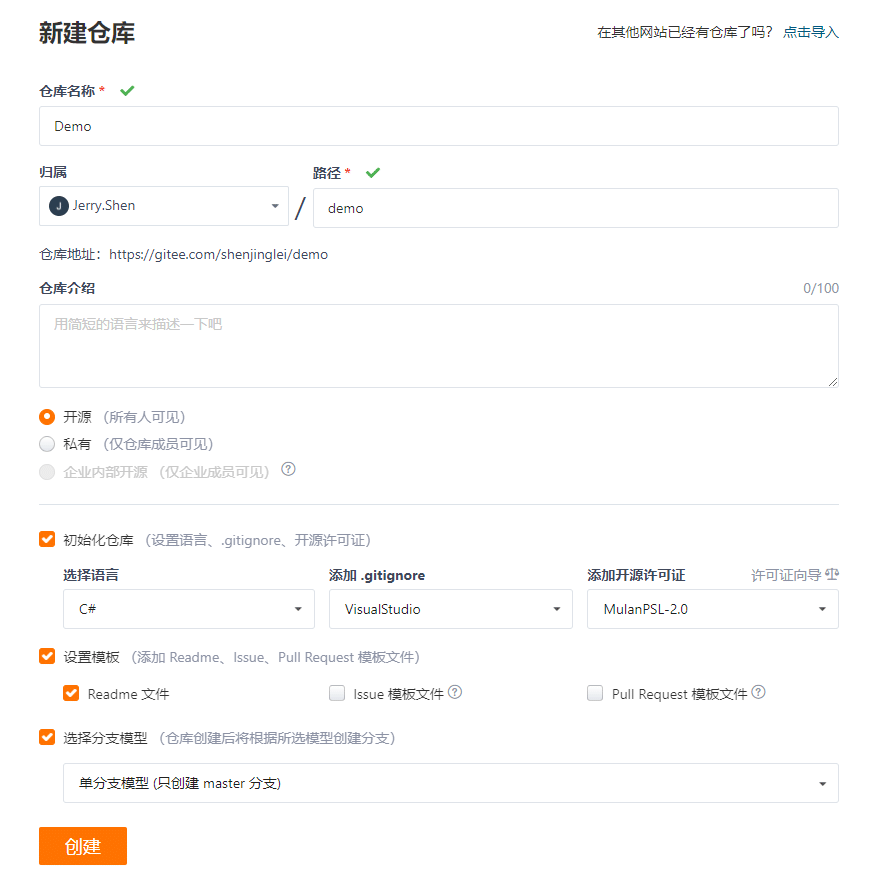 新建仓库
在其他网站已经有仓库了吗？ 点击导入
仓库名称 *
Demo
归属
路径 *
J Jerry.Shen
/
demo
仓库地址：https://gitee.com/shenjinglei/demo
仓库介绍
0/100
用简短的语言来描述一下吧
开源 （所有人可见）
私有 （仅仓库成员可见）
企业内部开源 （仅企业成员可见） ?
初始化仓库 （设置语言、.gitignore、开源许可证）
选择语言
添加 .gitignore
添加开源许可证
许可证向导
C#
VisualStudio
MulanPSL-2.0
设置模板 （添加 Readme、Issue、Pull Request 模板文件）
Readme 文件
Issue 模板文件 ?
Pull Request 模板文件 ?
选择分支模型 （仓库创建后将根据所选模型创建分支）
单分支模型 (只创建 master 分支)
创建